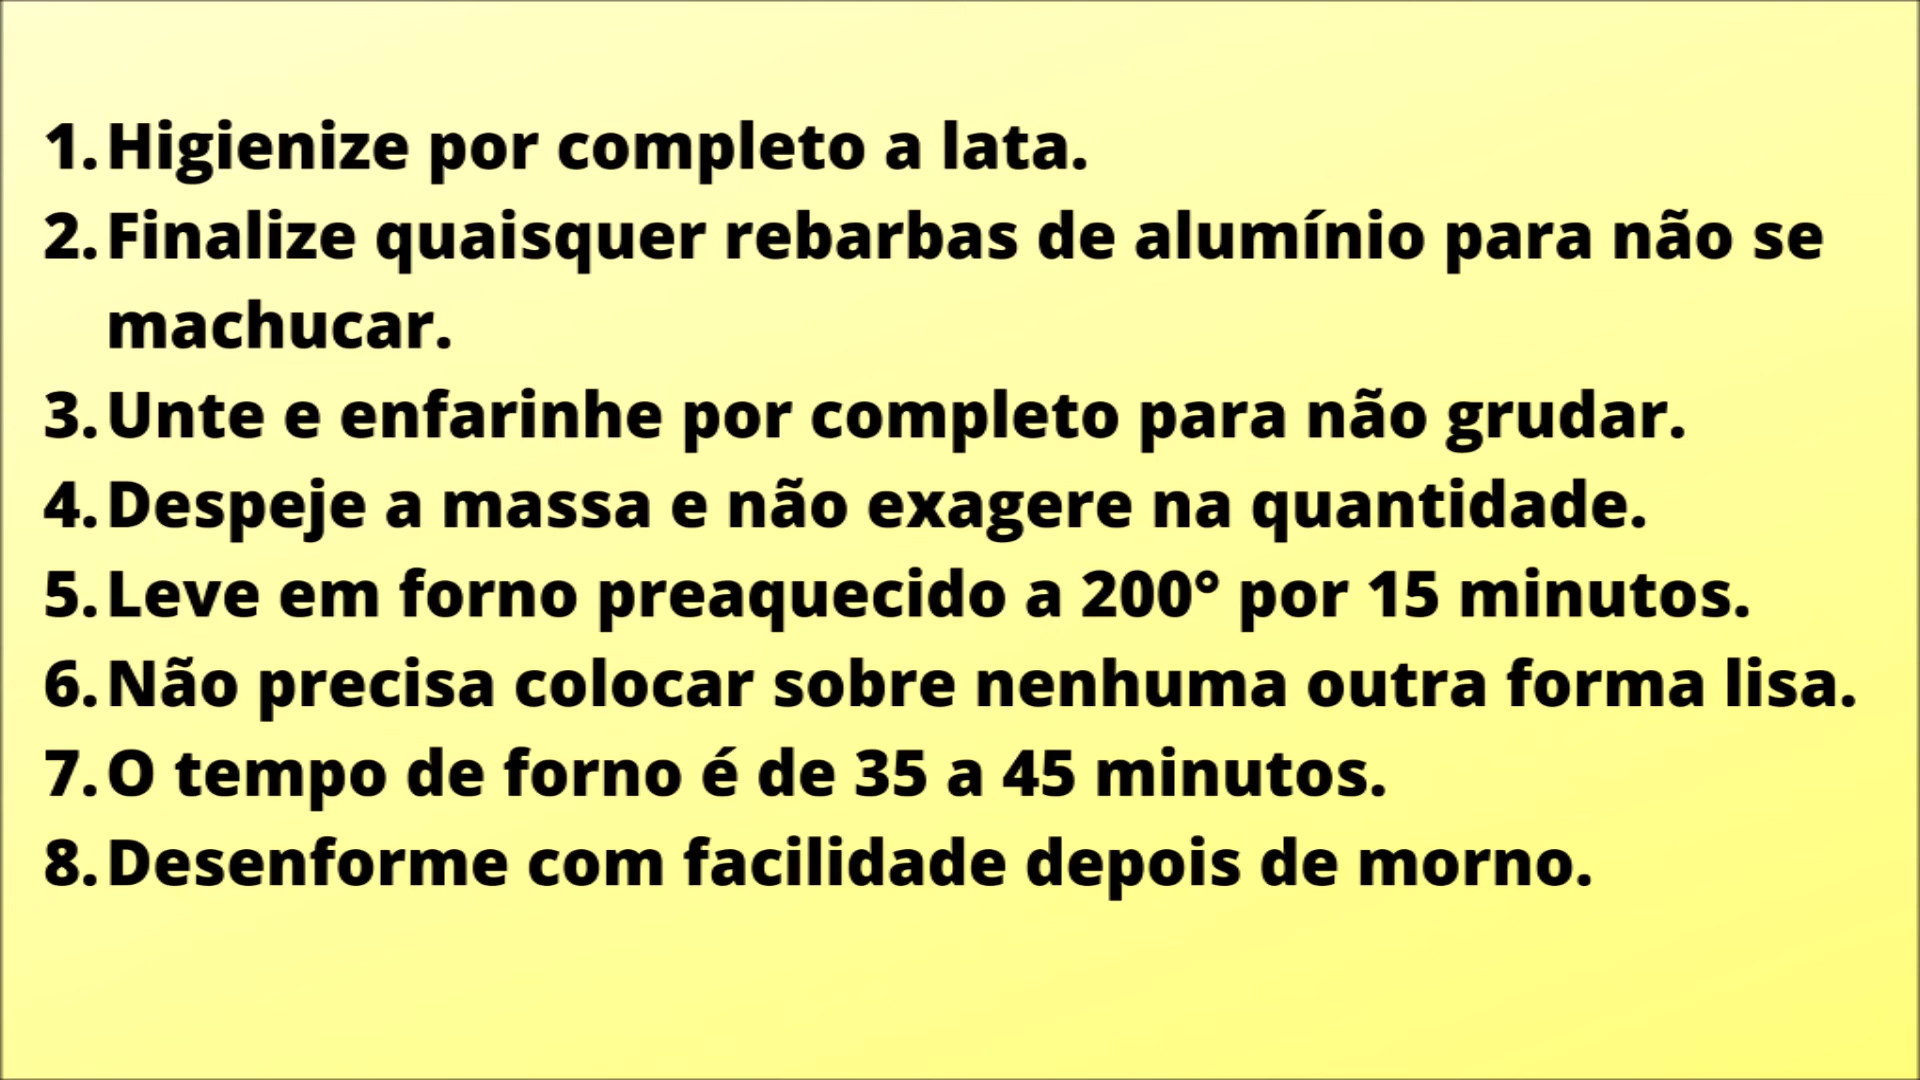 1. Higienize por completo a lata.
2. Finalize quaisquer rebarbas de alumínio para não se
machucar.
3. Unte e enfarinhe por completo para não grudar.
4. Despeje a massa e não exagere na quantidade.
5. Leve em forno preaquecido a 200° por 15 minutos.
6. Não precisa colocar sobre nenhuma outra forma lisa.
7. O tempo de forno é de 35 a 45 minutos.
8. Desenforme com facilidade depois de morno.